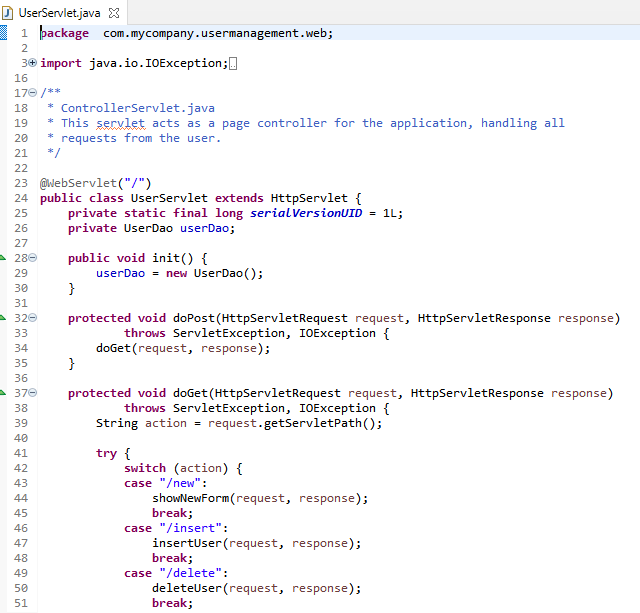 UserServlet.java
1 package  com.mycompany.usermanagement.web;
2
3 import java.io.IOException;
16
17 /**
18  * ControllerServlet.java
19  * This servlet acts as a page controller for the application, handling all
20  * requests from the user.
21  */
22
23 @WebServlet("/")
24 public class UserServlet extends HttpServlet {
25     private static final long serialVersionUID = 1L;
26     private UserDao userDao;
27
28     public void init() {
29         userDao = new UserDao();
30     }
31
32     protected void doPost(HttpServletRequest request, HttpServletResponse response)
33             throws ServletException, IOException {
34         doGet(request, response);
35     }
36
37     protected void doGet(HttpServletRequest request, HttpServletResponse response)
38             throws ServletException, IOException {
39         String action = request.getServletPath();
40
41         try {
42             switch (action) {
43             case "/new":
44                 showNewForm(request, response);
45                 break;
46             case "/insert":
47                 insertUser(request, response);
48                 break;
49             case "/delete":
50                 deleteUser(request, response);
51                 break;